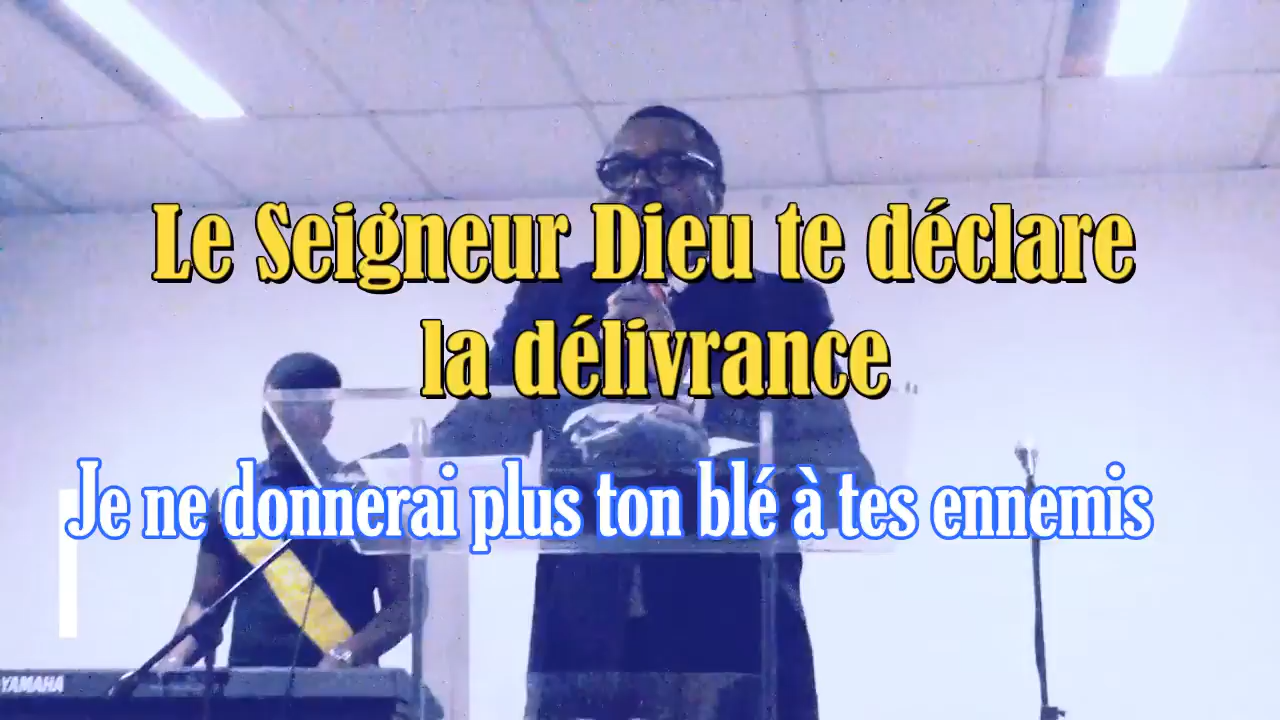 Le Seigneur Dieu te déclare
la délivrance
Je ne donnerai plus ton blé à tes ennemis
YAMAHA